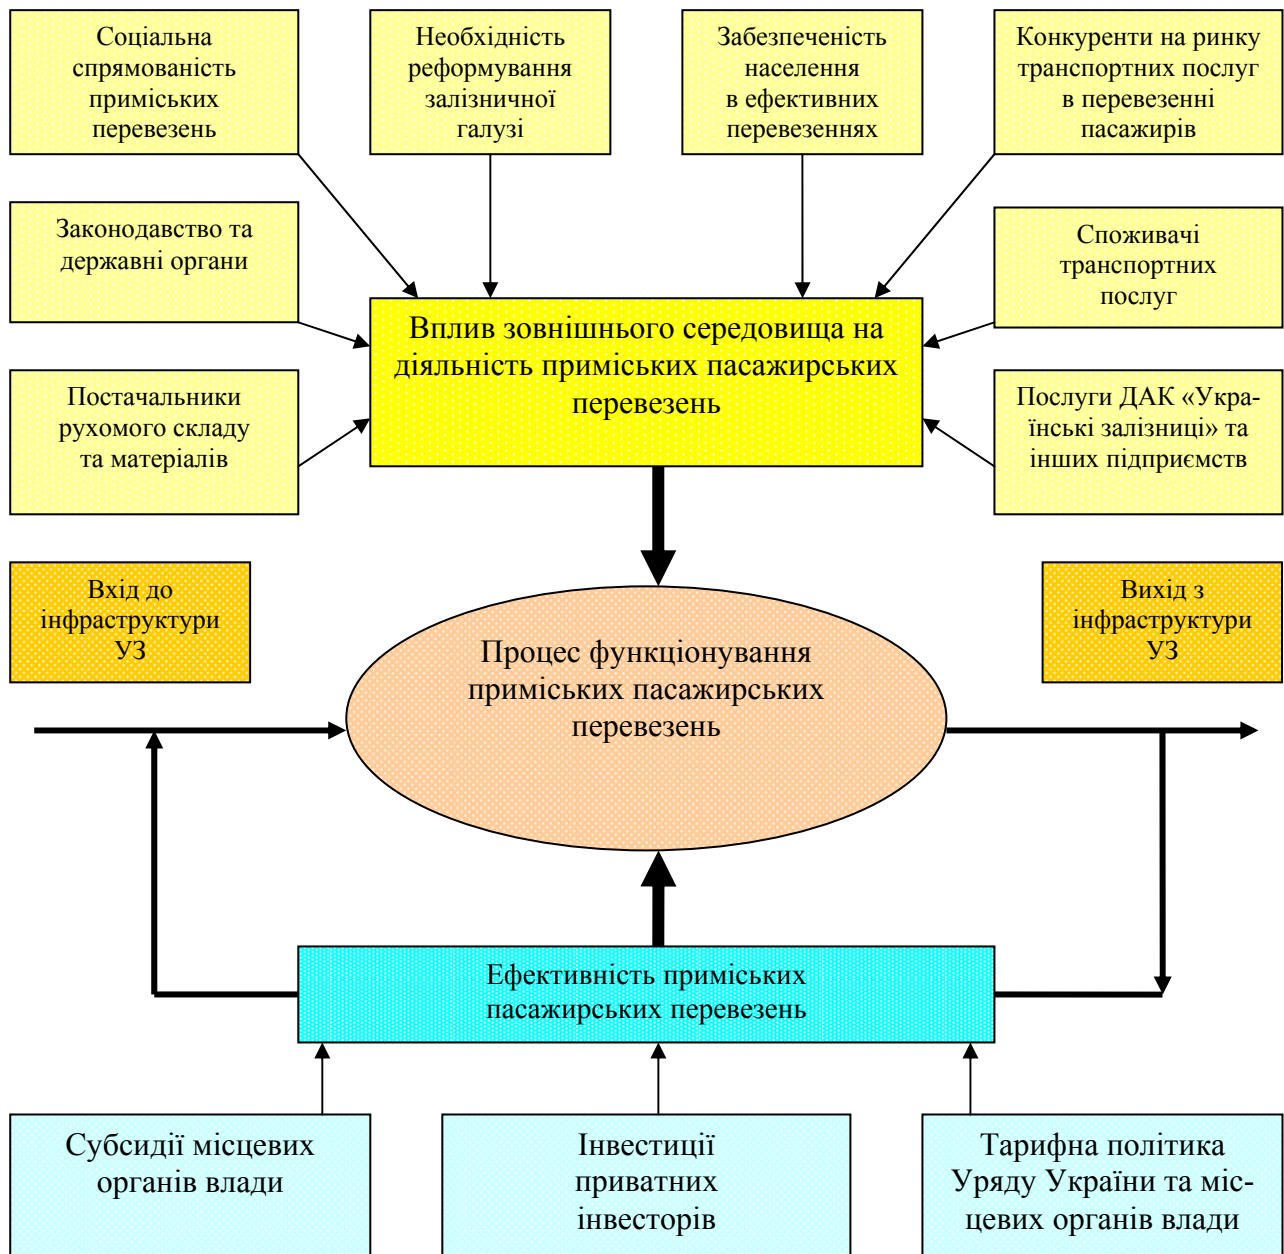 Соціальна
спрямованість
приміських
перевезень
Необхідність
реформування
залізничної
галузі
Забезпеченість
населення
в ефективних
перевезеннях
Конкуренти на ринку
транспортних послуг
в перевезенні
пасажирів
Законодавство та
державні органи
Споживачі
транспортних
послуг
Вплив зовнішнього середовища на
діяльність приміських пасажирських
перевезень
Постачальники
рухомого складу
та матеріалів
Послуги ДАК «Укра-
їнські залізниці» та
інших підприємств
Вхід до
інфраструктури
УЗ
Вихід з
інфраструктури
УЗ
Процес функціонування
приміських пасажирських
перевезень
Ефективність приміських
пасажирських перевезень
Субсидії місцевих
органів влади
Інвестиції
приватних
інвесторів
Тарифна політика
Уряду України та міс-
цевих органів влади